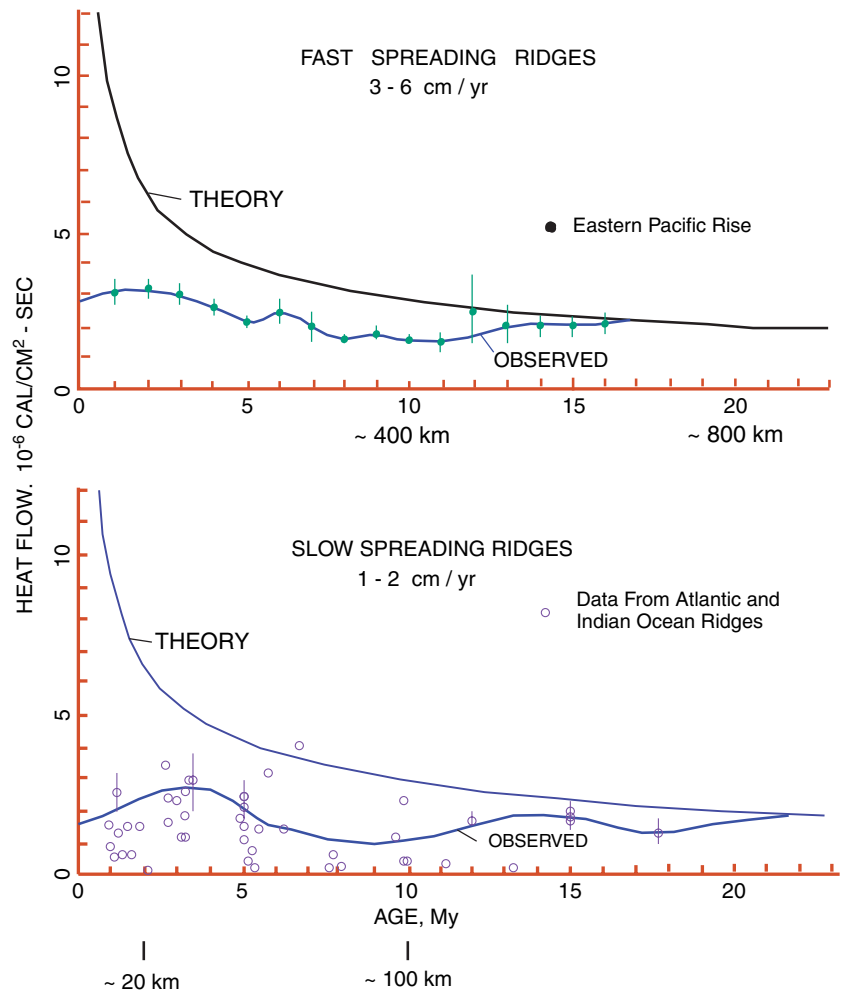 FAST SPREADING RIDGES
3 - 6 cm / yr
10
THEORY
Eastern Pacific Rise
5
OBSERVED
0
0 5 10 15 20
~ 400 km ~ 800 km
HEAT FLOW. 10-6 CAL/CM2 - SEC
SLOW SPREADING RIDGES
1 - 2 cm / yr
10
Data From Atlantic and
Indian Ocean Ridges
THEORY
5
OBSERVED
0
0 5 10 15 20
AGE, My
~ 20 km ~ 100 km